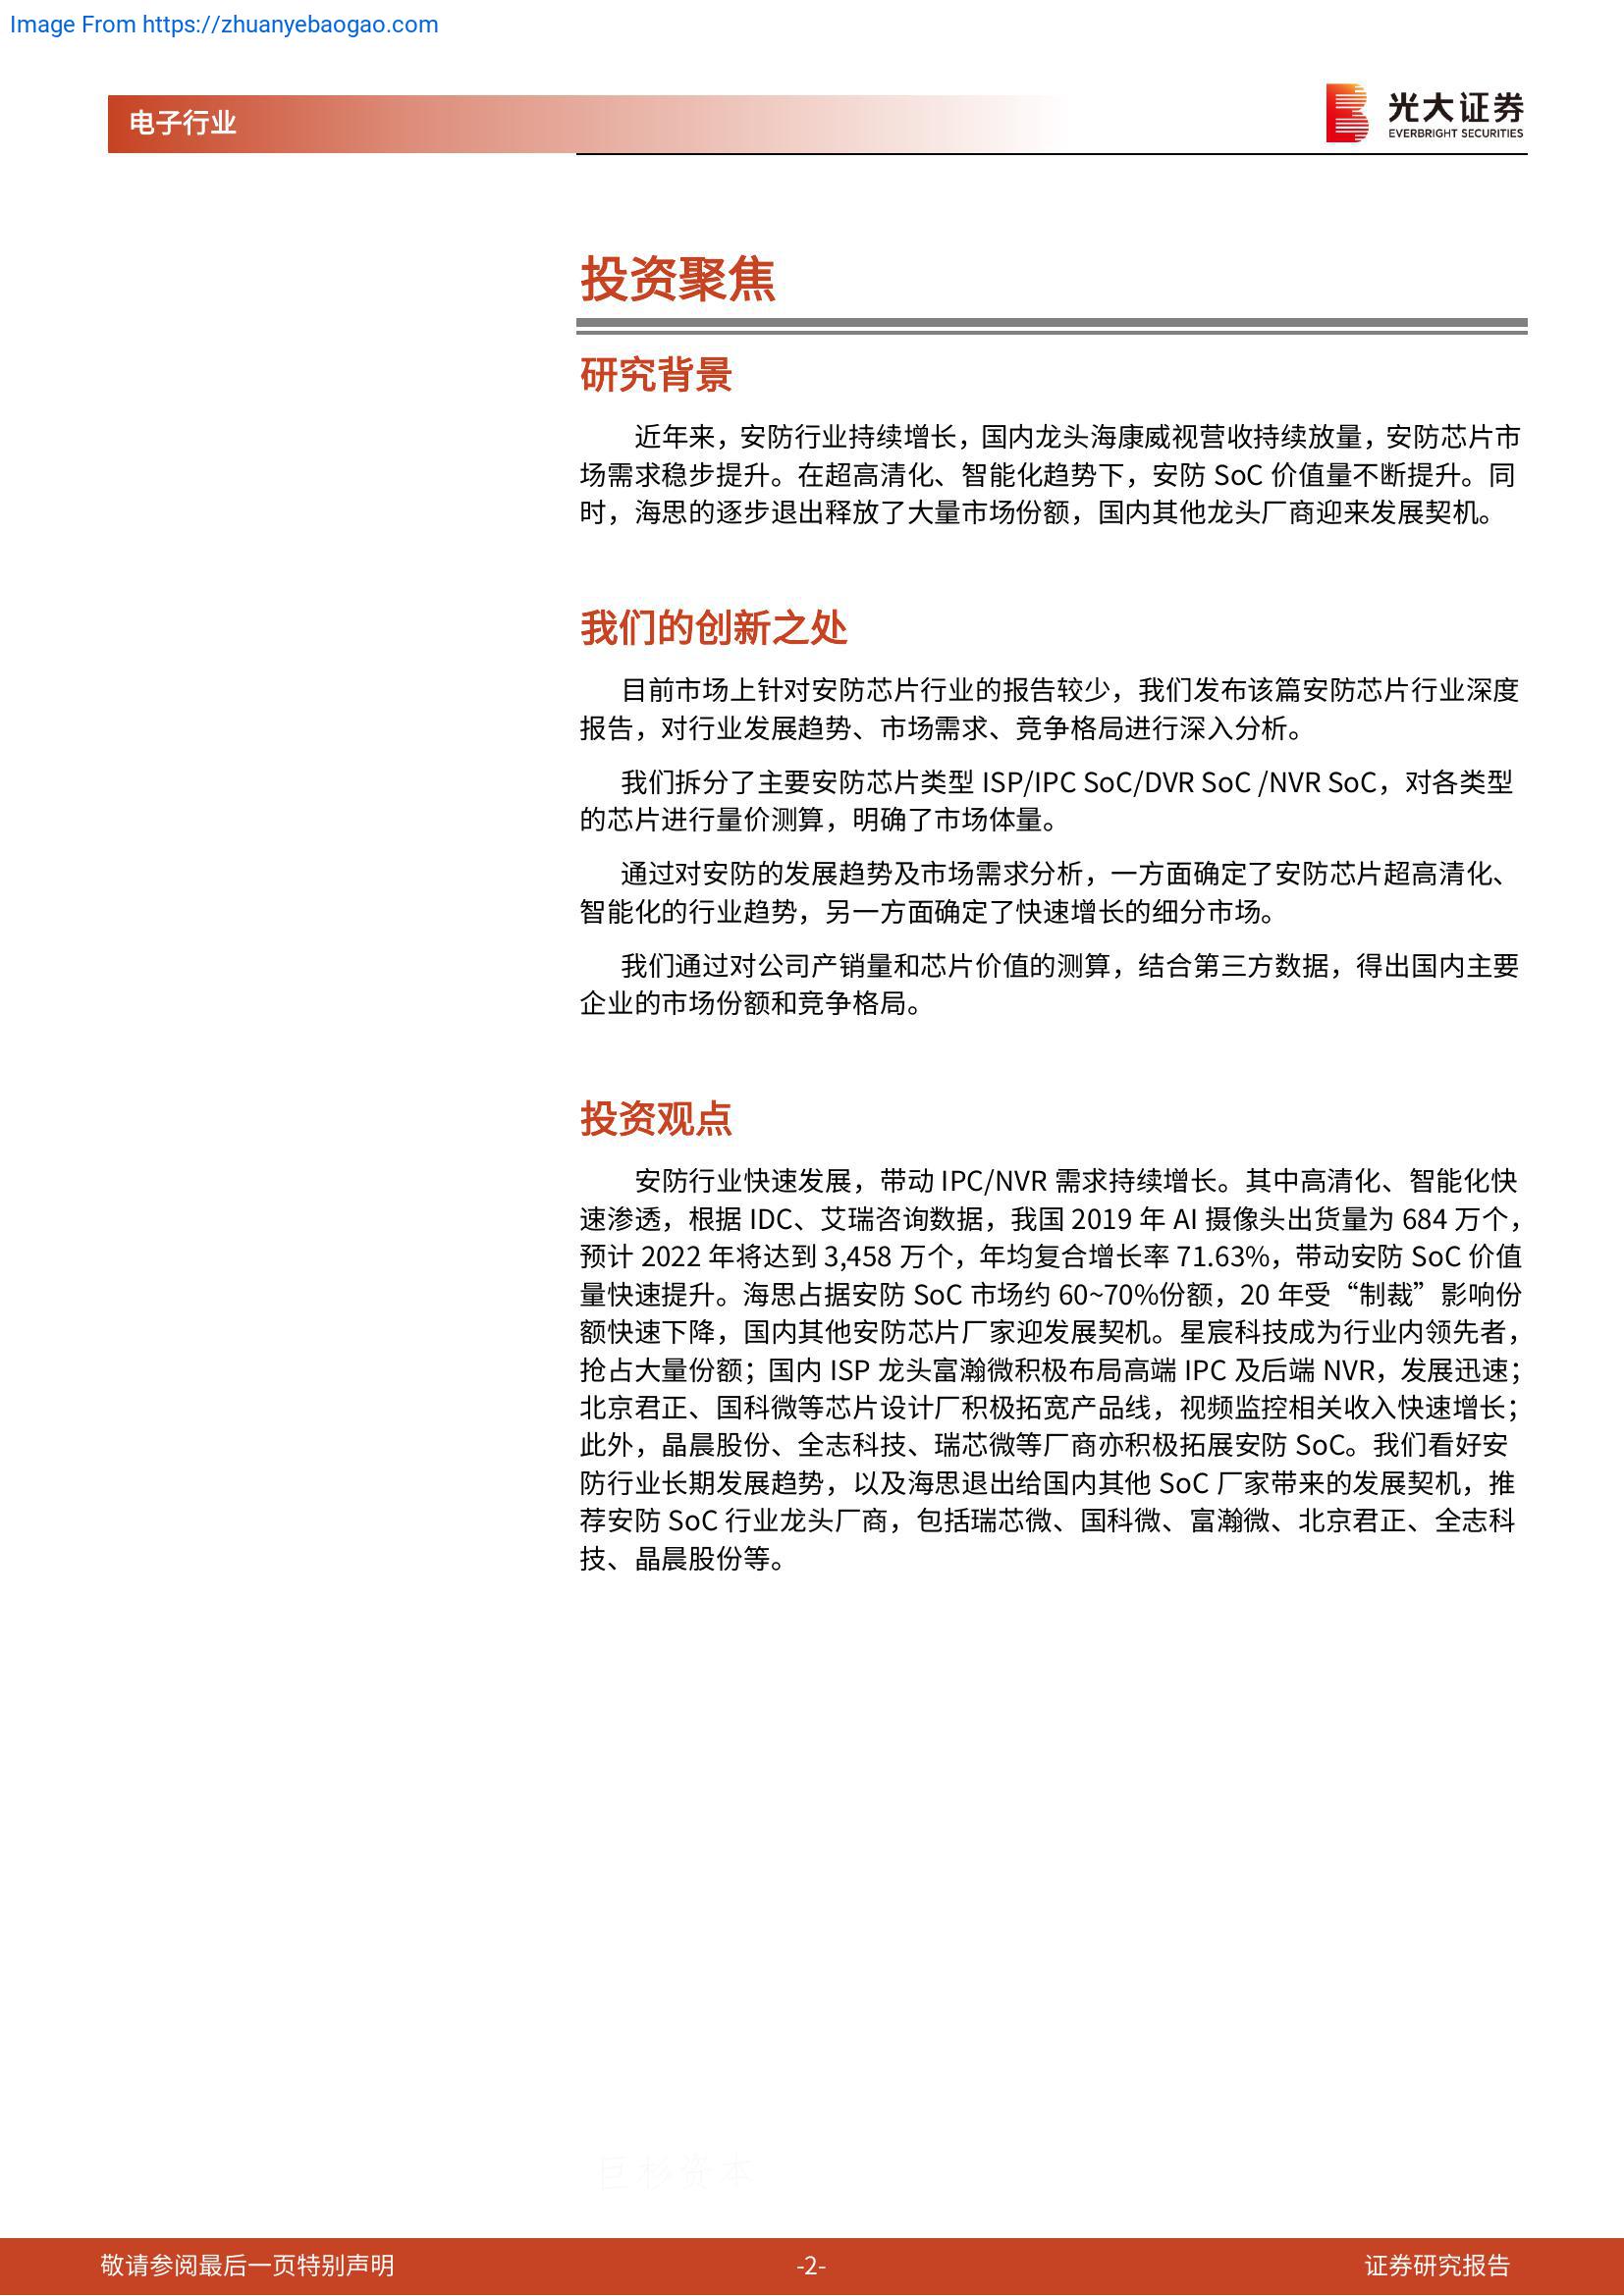 Image From https://zhuanyebaogao.com
电子行业
光大证券
EVERBRIGHT SECURITIES
投资聚焦
研究背景
近年来，安防行业持续增长，国内龙头海康威视营收持续放量，安防芯片市
场需求稳步提升。在超高清化、智能化趋势下，安防 SoC 价值量不断提升。同
时，海思的逐步退出释放了大量市场份额，国内其他龙头厂商迎来发展契机。
我们的创新之处
目前市场上针对安防芯片行业的报告较少，我们发布该篇安防芯片行业深度
报告，对行业发展趋势、市场需求、竞争格局进行深入分析。
我们拆分了主要安防芯片类型 ISP/IPC SoC/DVR SoC /NVR SoC，对各类型
的芯片进行量价测算，明确了市场体量。
通过对安防的发展趋势及市场需求分析，一方面确定了安防芯片超高清化、
智能化的行业趋势，另一方面确定了快速增长的细分市场。
我们通过对公司产销量和芯片价值的测算，结合第三方数据，得出国内主要
企业的市场份额和竞争格局。
投资观点
安防行业快速发展，带动 IPC/NVR 需求持续增长。其中高清化、智能化快
速渗透，根据 IDC、艾瑞咨询数据，我国 2019 年 AI 摄像头出货量为 684 万个，
预计 2022 年将达到 3,458 万个，年均复合增长率 71.63%，带动安防 SoC 价值
量快速提升。海思占据安防 SoC 市场约 60~70%份额，20 年受“制裁”影响份
额快速下降，国内其他安防芯片厂家迎发展契机。星宸科技成为行业内领先者，
抢占大量份额；国内 ISP 龙头富瀚微积极布局高端 IPC 及后端 NVR，发展迅速；
北京君正、国科微等芯片设计厂积极拓宽产品线，视频监控相关收入快速增长；
此外，晶晨股份、全志科技、瑞芯微等厂商亦积极拓展安防 SoC。我们看好安
防行业长期发展趋势，以及海思退出给国内其他 SoC 厂家带来的发展契机，推
荐安防 SoC 行业龙头厂商，包括瑞芯微、国科微、富瀚微、北京君正、全志科
技、晶晨股份等。
巨杉资本
敬请参阅最后一页特别声明
-2-
证券研究报告